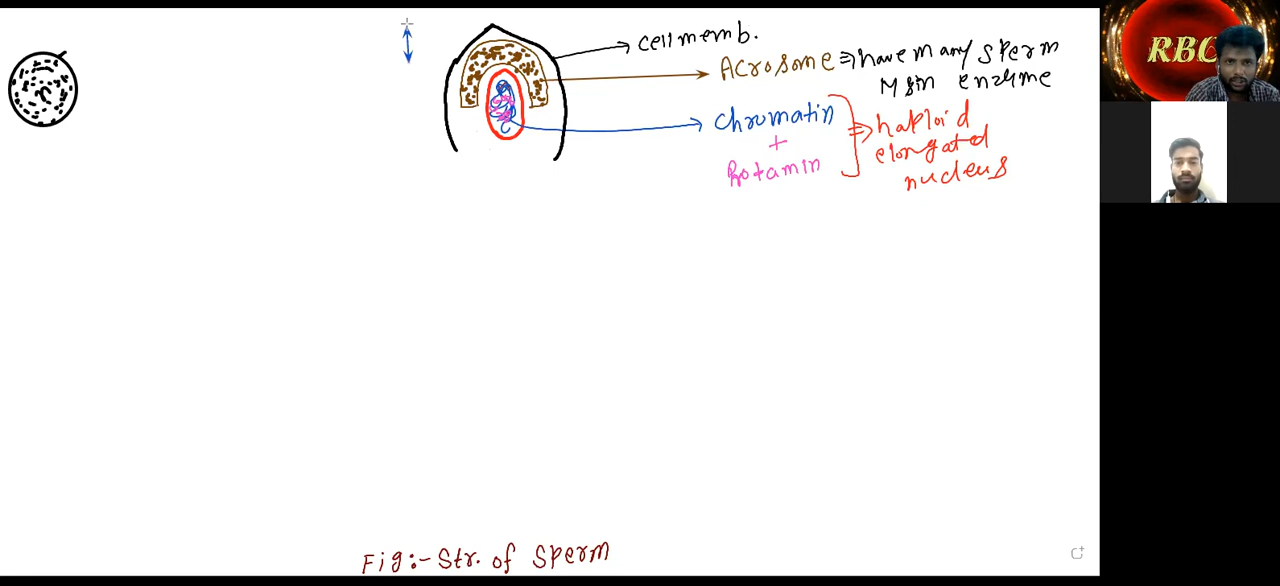 cell memb.
Acrosome ⇒ have many sperm
lysin enzyme
chromatin
+
Protamin
⇒ haploid
elongated
nucleus
Fig:- Str. of sperm
RBC